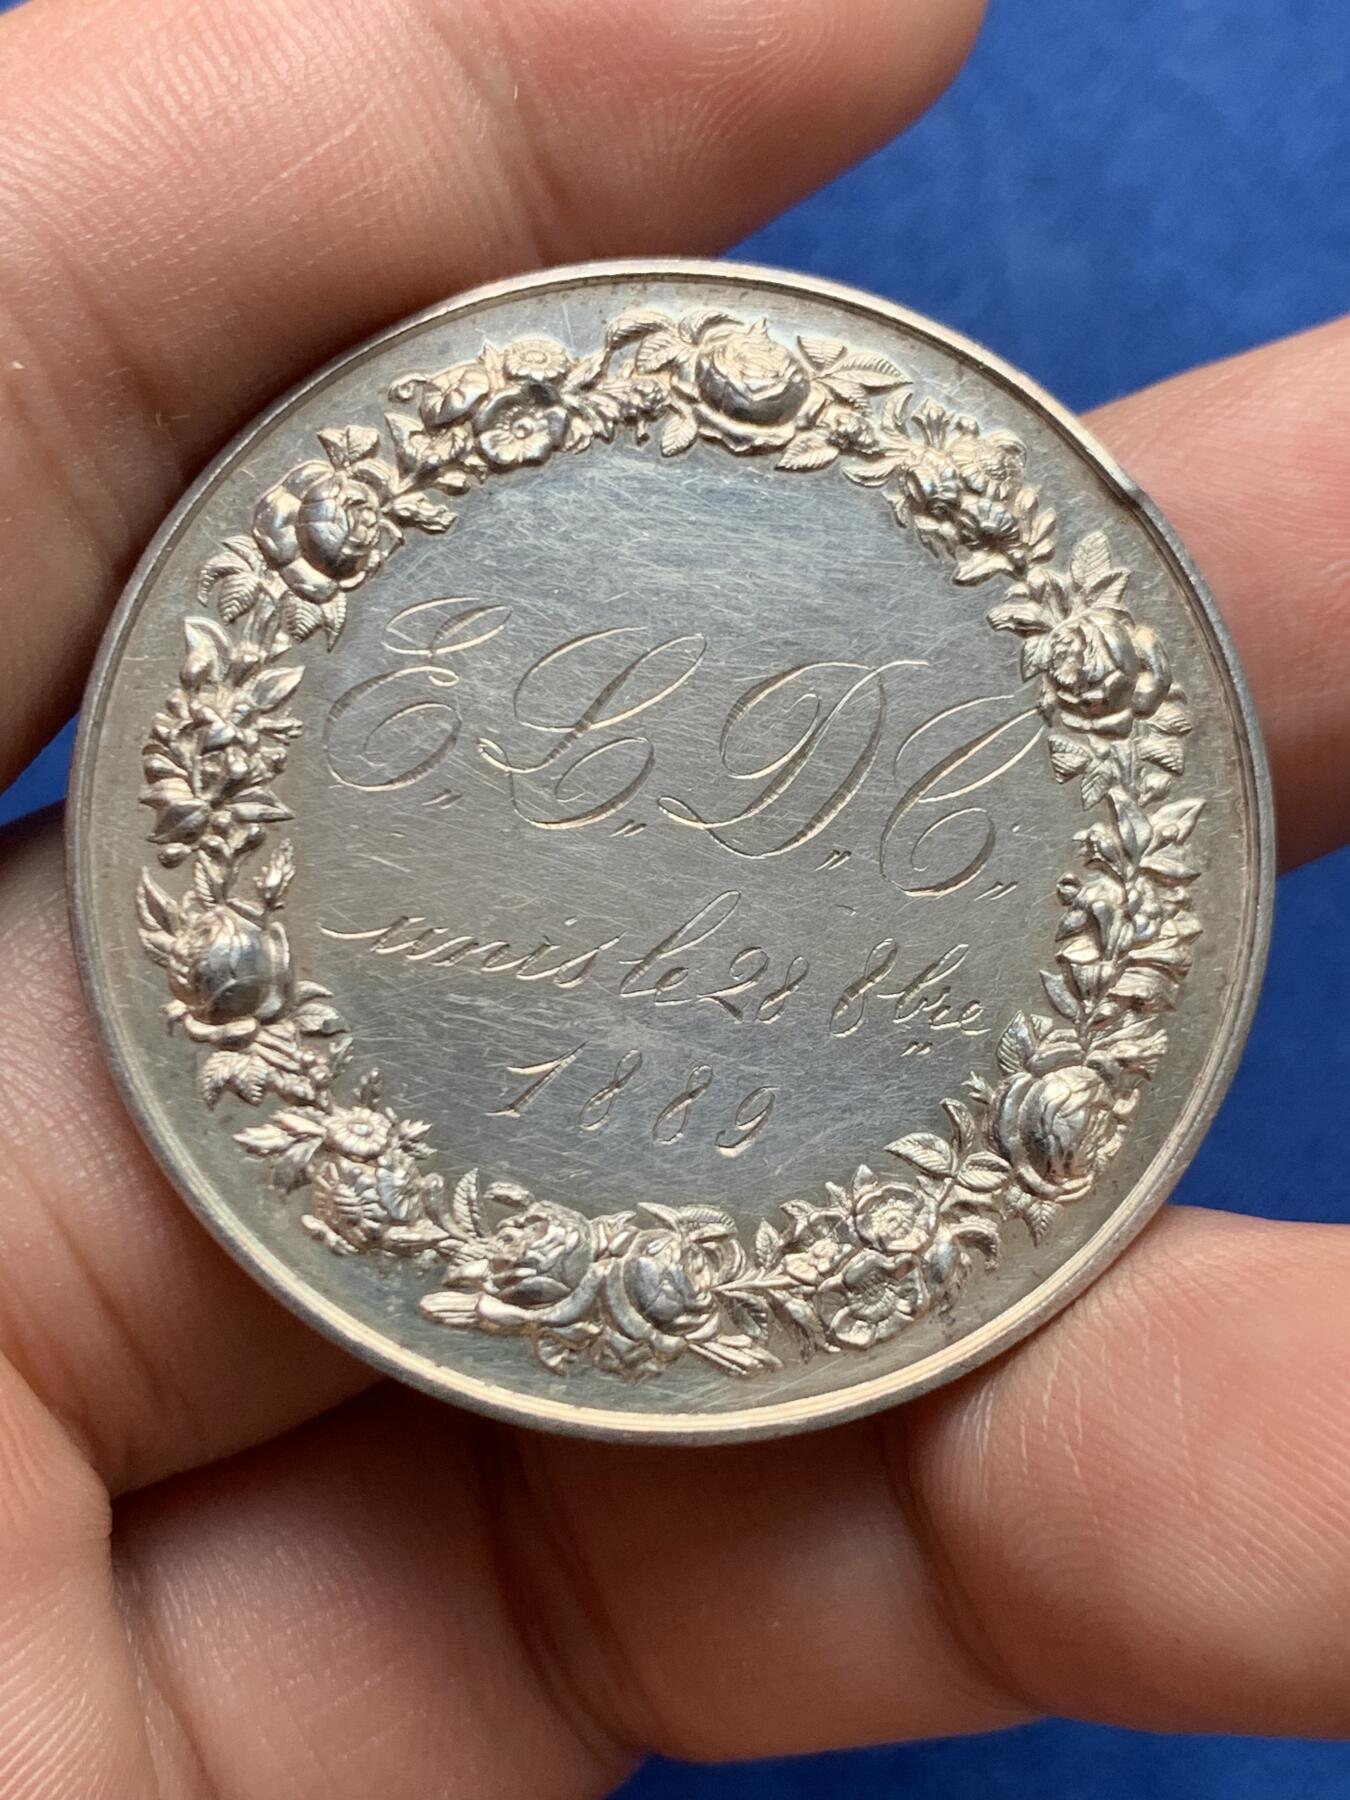 E„ L„ D„ C„
unis le 28 8bre
1889